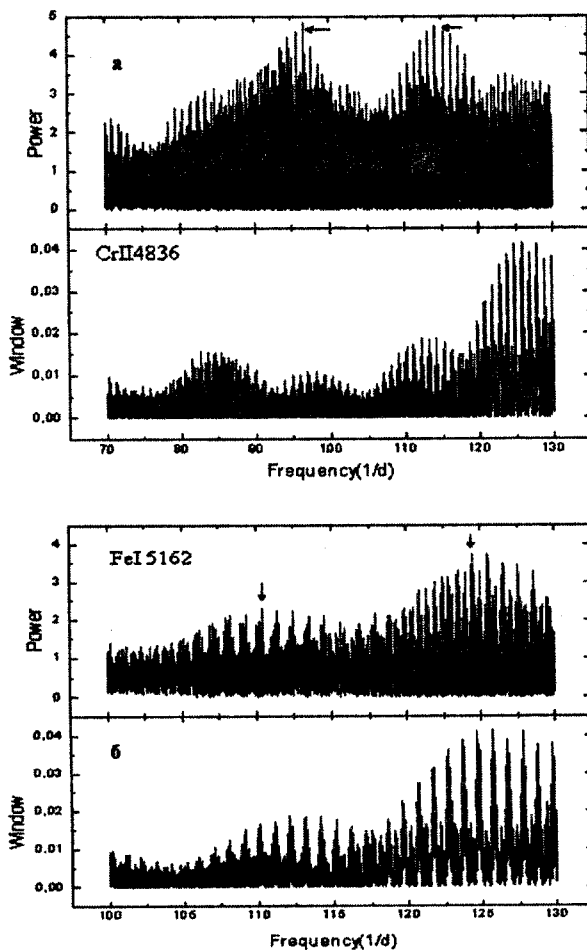 5
a
4
3
Power
2
1
0
CrII4836
0,04
0,03
Window
0,02
0,01
0,00
70 80 90 100 110 120 130
Frequency(1/d)
4
FeI 5162
3
Power
2
1
0
0,04
б
0,03
Window
0,02
0,01
0,00
100 105 110 115 120 125 130
Frequency(1/d)